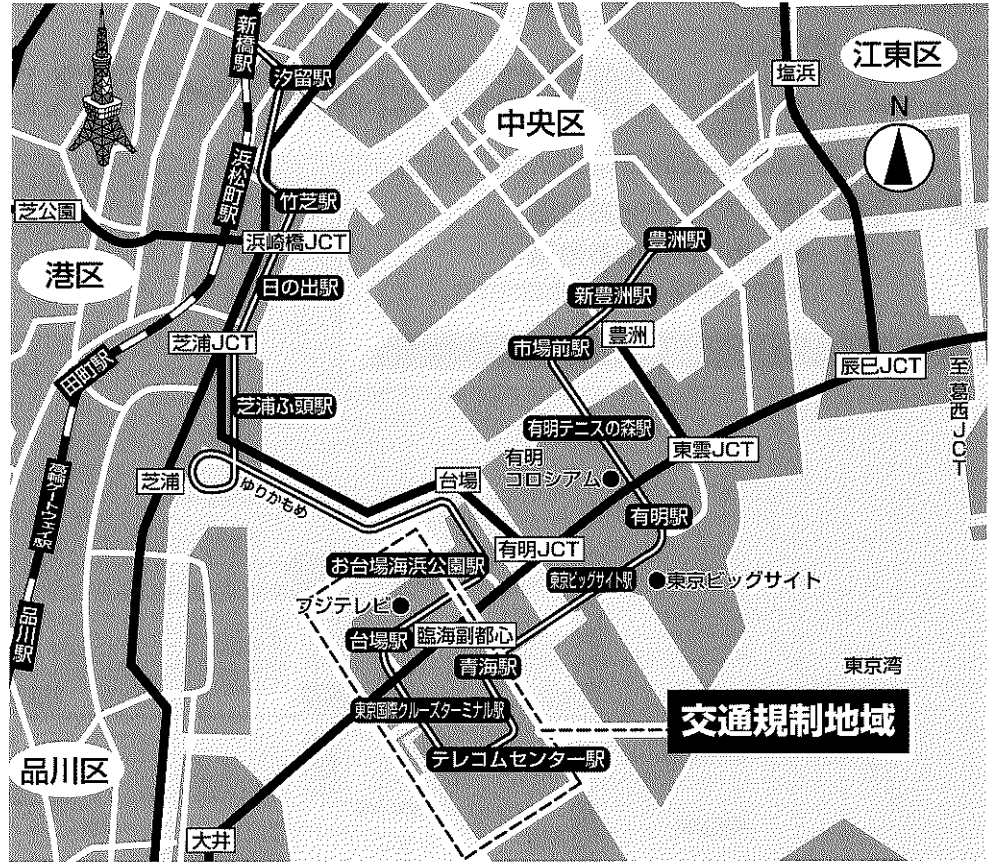 新橋駅
汐留駅
塩浜
江東区
中央区
N
浜松町駅
竹芝駅
芝公園
浜崎橋JCT
豊洲駅
港区
日の出駅
新豊洲駅
芝浦JCT
市場前駅
豊洲
辰巳JCT
至 葛西JCT
田町駅
芝浦ふ頭駅
有明テニスの森駅
東雲JCT
有明
コロシアム
芝浦
台場
ゆりかもめ
高輪ゲートウェイ駅
有明駅
有明JCT
お台場海浜公園駅
東京ビッグサイト駅
東京ビッグサイト
フジテレビ
品川駅
台場駅
臨海副都心
青海駅
東京湾
東京国際クルーズターミナル駅
交通規制地域
テレコムセンター駅
品川区
大井